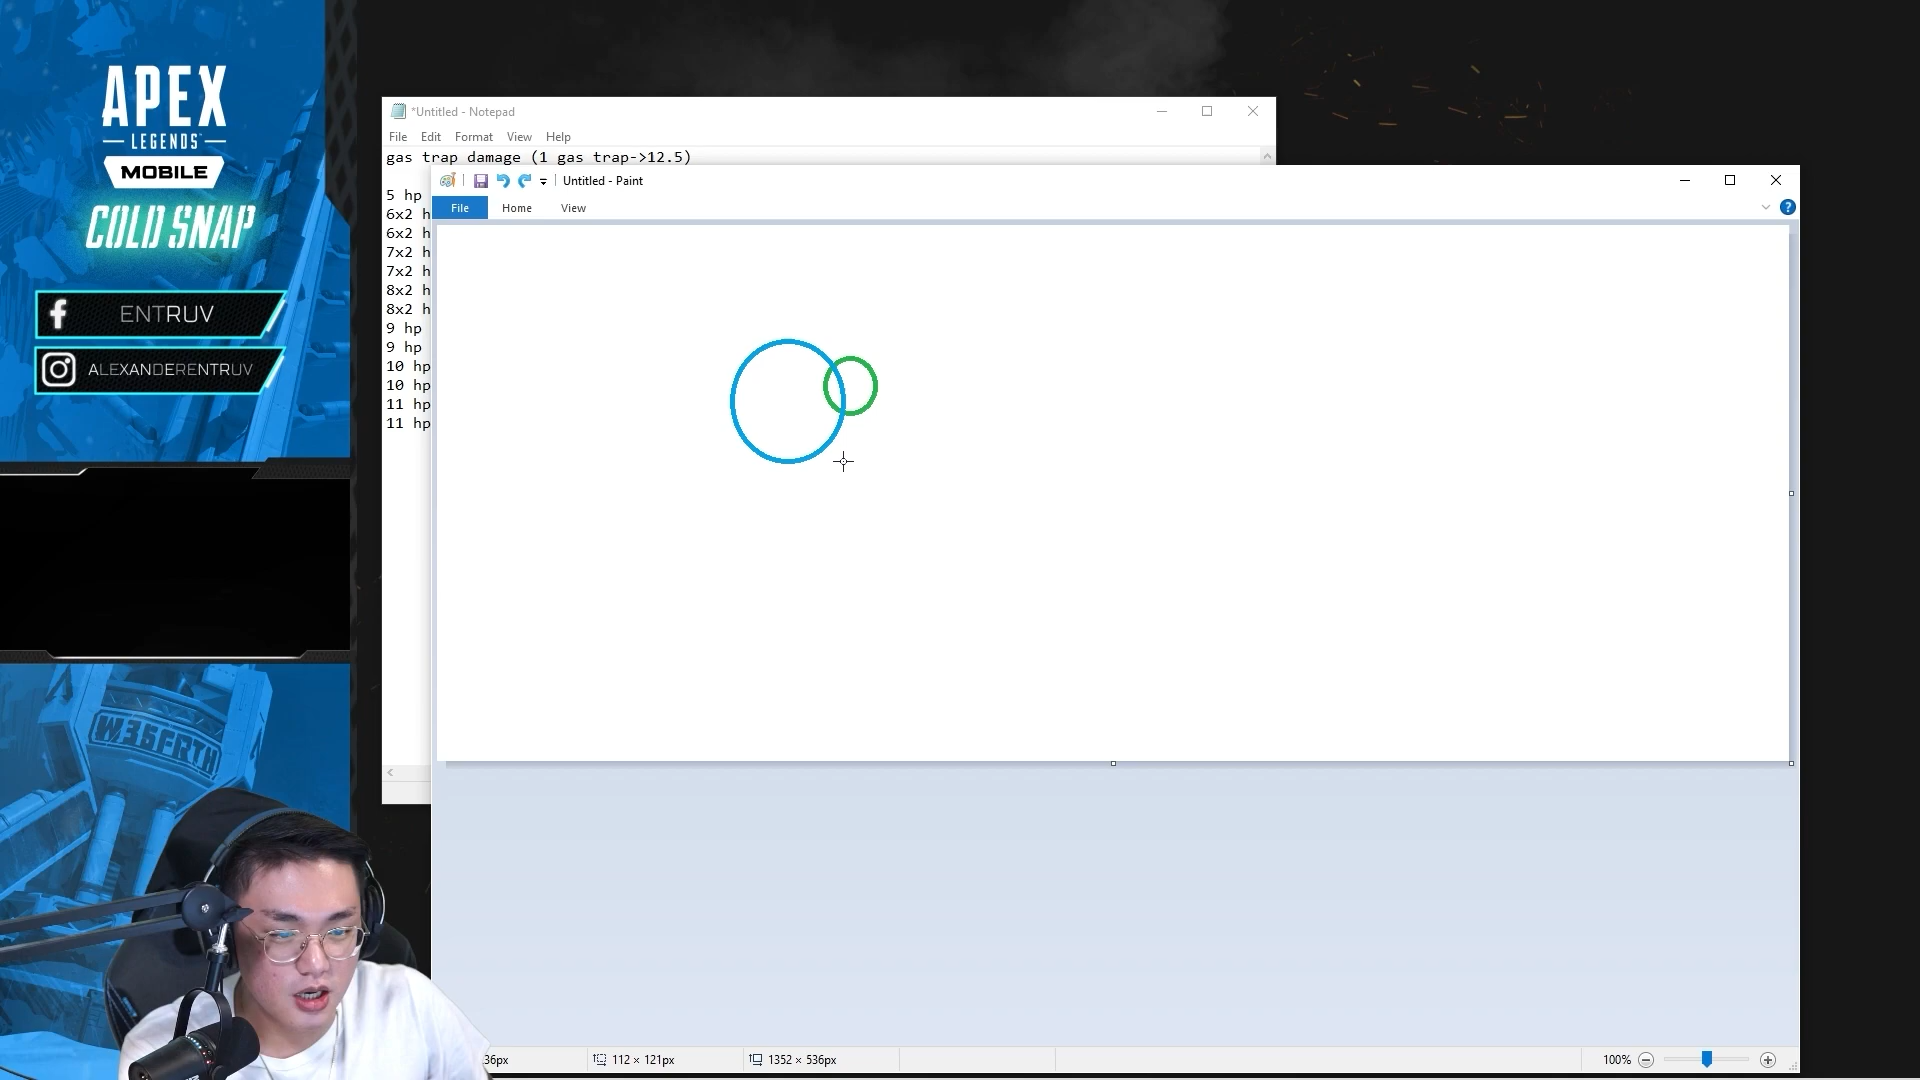 APEX
LEGENDS
MOBILE
COLD SNAP
ENTRUV
ALEXANDERENTRUV
*Untitled - Notepad
File Edit Format View Help
gas trap damage (1 gas trap->12.5)
5 hp
6x2 h
6x2 h
7x2 h
7x2 h
8x2 h
8x2 h
9 hp
9 hp
10 hp
10 hp
11 hp
11 hp
Untitled - Paint
File Home View
36px
112 × 121px
1352 × 536px
100%